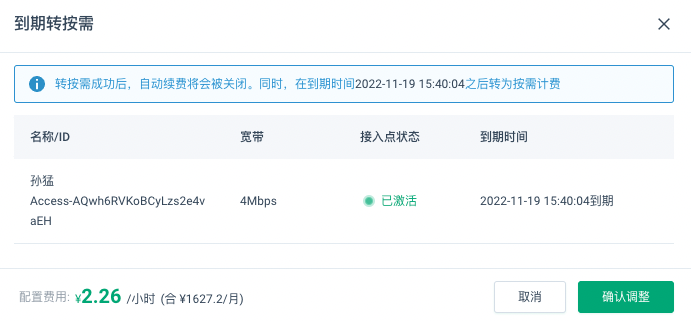 到期转按需
转按需成功后，自动续费将会被关闭。同时，在到期时间2022-11-19 15:40:04之后转为按需计费
名称/ID 宽带 接入点状态 到期时间
孙猛
Access-AQwh6RVKoBCyLzs2e4v
aEH
4Mbps
已激活
2022-11-19 15:40:04到期
配置费用: ¥2.26 /小时 (合 ¥1627.2/月)
取消
确认调整